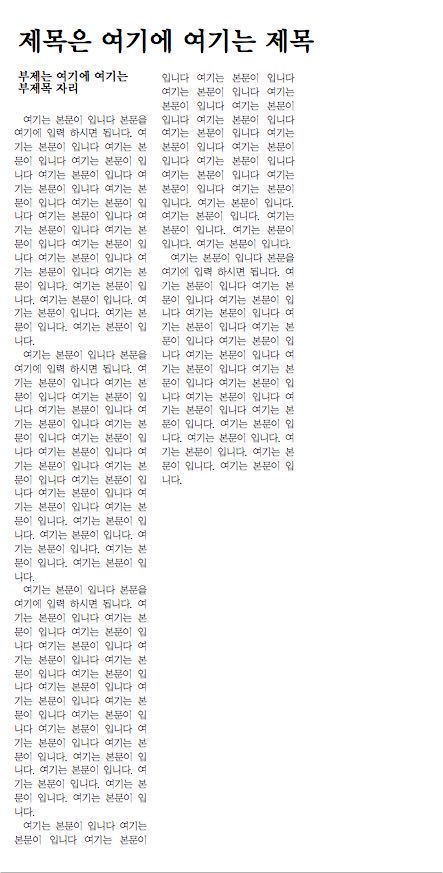 제목은 여기에 여기는 제목
부제는 여기에 여기는
부제목 자리
여기는 본문이 입니다 본문을
여기에 입력 하시면 됩니다. 여
기는 본문이 입니다 여기는 본
문이 입니다 여기는 본문이 입
니다 여기는 본문이 입니다 여
기는 본문이 입니다 여기는 본
문이 입니다 여기는 본문이 입
니다 여기는 본문이 입니다 여
기는 본문이 입니다 여기는 본
문이 입니다 여기는 본문이 입
니다 여기는 본문이 입니다 여
기는 본문이 입니다 여기는 본
문이 입니다. 여기는 본문이 입
니다. 여기는 본문이 입니다. 여
기는 본문이 입니다. 여기는 본
문이 입니다. 여기는 본문이 입
니다.
여기는 본문이 입니다 본문을
여기에 입력 하시면 됩니다. 여
기는 본문이 입니다 여기는 본
문이 입니다 여기는 본문이 입
니다 여기는 본문이 입니다 여
기는 본문이 입니다 여기는 본
문이 입니다 여기는 본문이 입
니다 여기는 본문이 입니다 여
기는 본문이 입니다 여기는 본
문이 입니다 여기는 본문이 입
니다 여기는 본문이 입니다 여
기는 본문이 입니다 여기는 본
문이 입니다. 여기는 본문이 입
니다. 여기는 본문이 입니다. 여
기는 본문이 입니다. 여기는 본
문이 입니다. 여기는 본문이 입
니다.
여기는 본문이 입니다 본문을
여기에 입력 하시면 됩니다. 여
기는 본문이 입니다 여기는 본
문이 입니다 여기는 본문이 입
니다 여기는 본문이 입니다 여
기는 본문이 입니다 여기는 본
문이 입니다 여기는 본문이 입
니다 여기는 본문이 입니다 여
기는 본문이 입니다 여기는 본
문이 입니다 여기는 본문이 입
니다 여기는 본문이 입니다 여
기는 본문이 입니다 여기는 본
문이 입니다. 여기는 본문이 입
니다. 여기는 본문이 입니다. 여
기는 본문이 입니다. 여기는 본
문이 입니다. 여기는 본문이 입
니다.
여기는 본문이 입니다 여기는
본문이 입니다 여기는 본문이
입니다 여기는 본문이 입니다
여기는 본문이 입니다 여기는
본문이 입니다 여기는 본문이
입니다 여기는 본문이 입니다
여기는 본문이 입니다 여기는
본문이 입니다 여기는 본문이
입니다 여기는 본문이 입니다
여기는 본문이 입니다 여기는
본문이 입니다 여기는 본문이
입니다. 여기는 본문이 입니다.
여기는 본문이 입니다. 여기는
본문이 입니다. 여기는 본문이
입니다. 여기는 본문이 입니다.
여기는 본문이 입니다 본문을
여기에 입력 하시면 됩니다. 여
기는 본문이 입니다 여기는 본
문이 입니다 여기는 본문이 입
니다 여기는 본문이 입니다 여
기는 본문이 입니다 여기는 본
문이 입니다 여기는 본문이 입
니다 여기는 본문이 입니다 여
기는 본문이 입니다 여기는 본
문이 입니다 여기는 본문이 입
니다 여기는 본문이 입니다 여
기는 본문이 입니다 여기는 본
문이 입니다. 여기는 본문이 입
니다. 여기는 본문이 입니다. 여
기는 본문이 입니다. 여기는 본
문이 입니다. 여기는 본문이 입
니다.